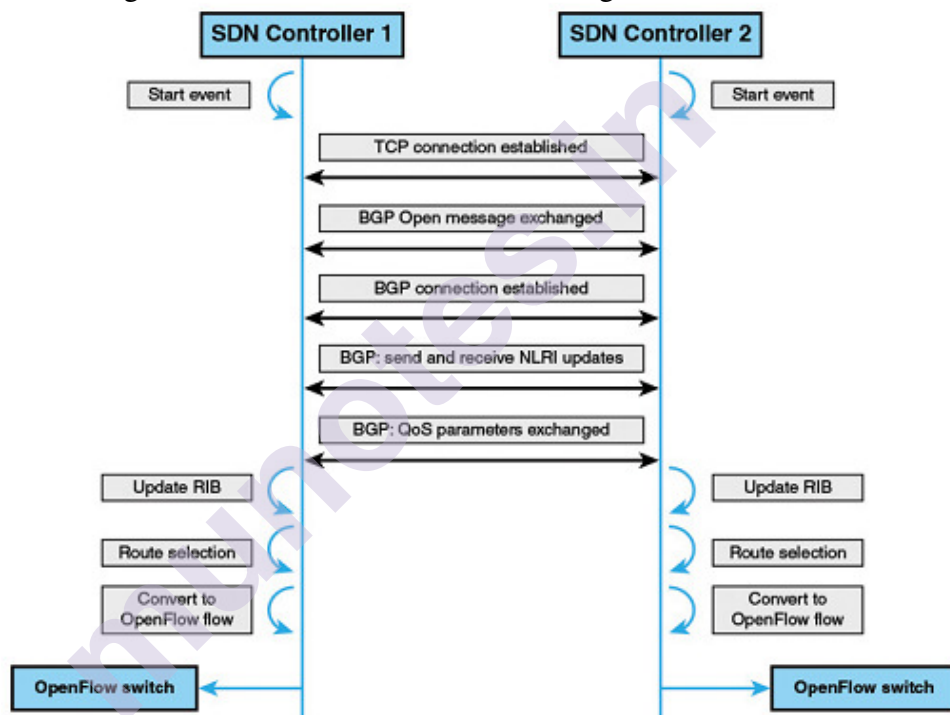 SDN Controller 1 SDN Controller 2
Start event Start event
TCP connection established
BGP Open message exchanged
BGP connection established
BGP: send and receive NLRI updates
BGP: QoS parameters exchanged
Update RIB Update RIB
Route selection Route selection
Convert to Convert to
OpenFlow flow OpenFlow flow
OpenFlow switch OpenFlow switch
munotes.in